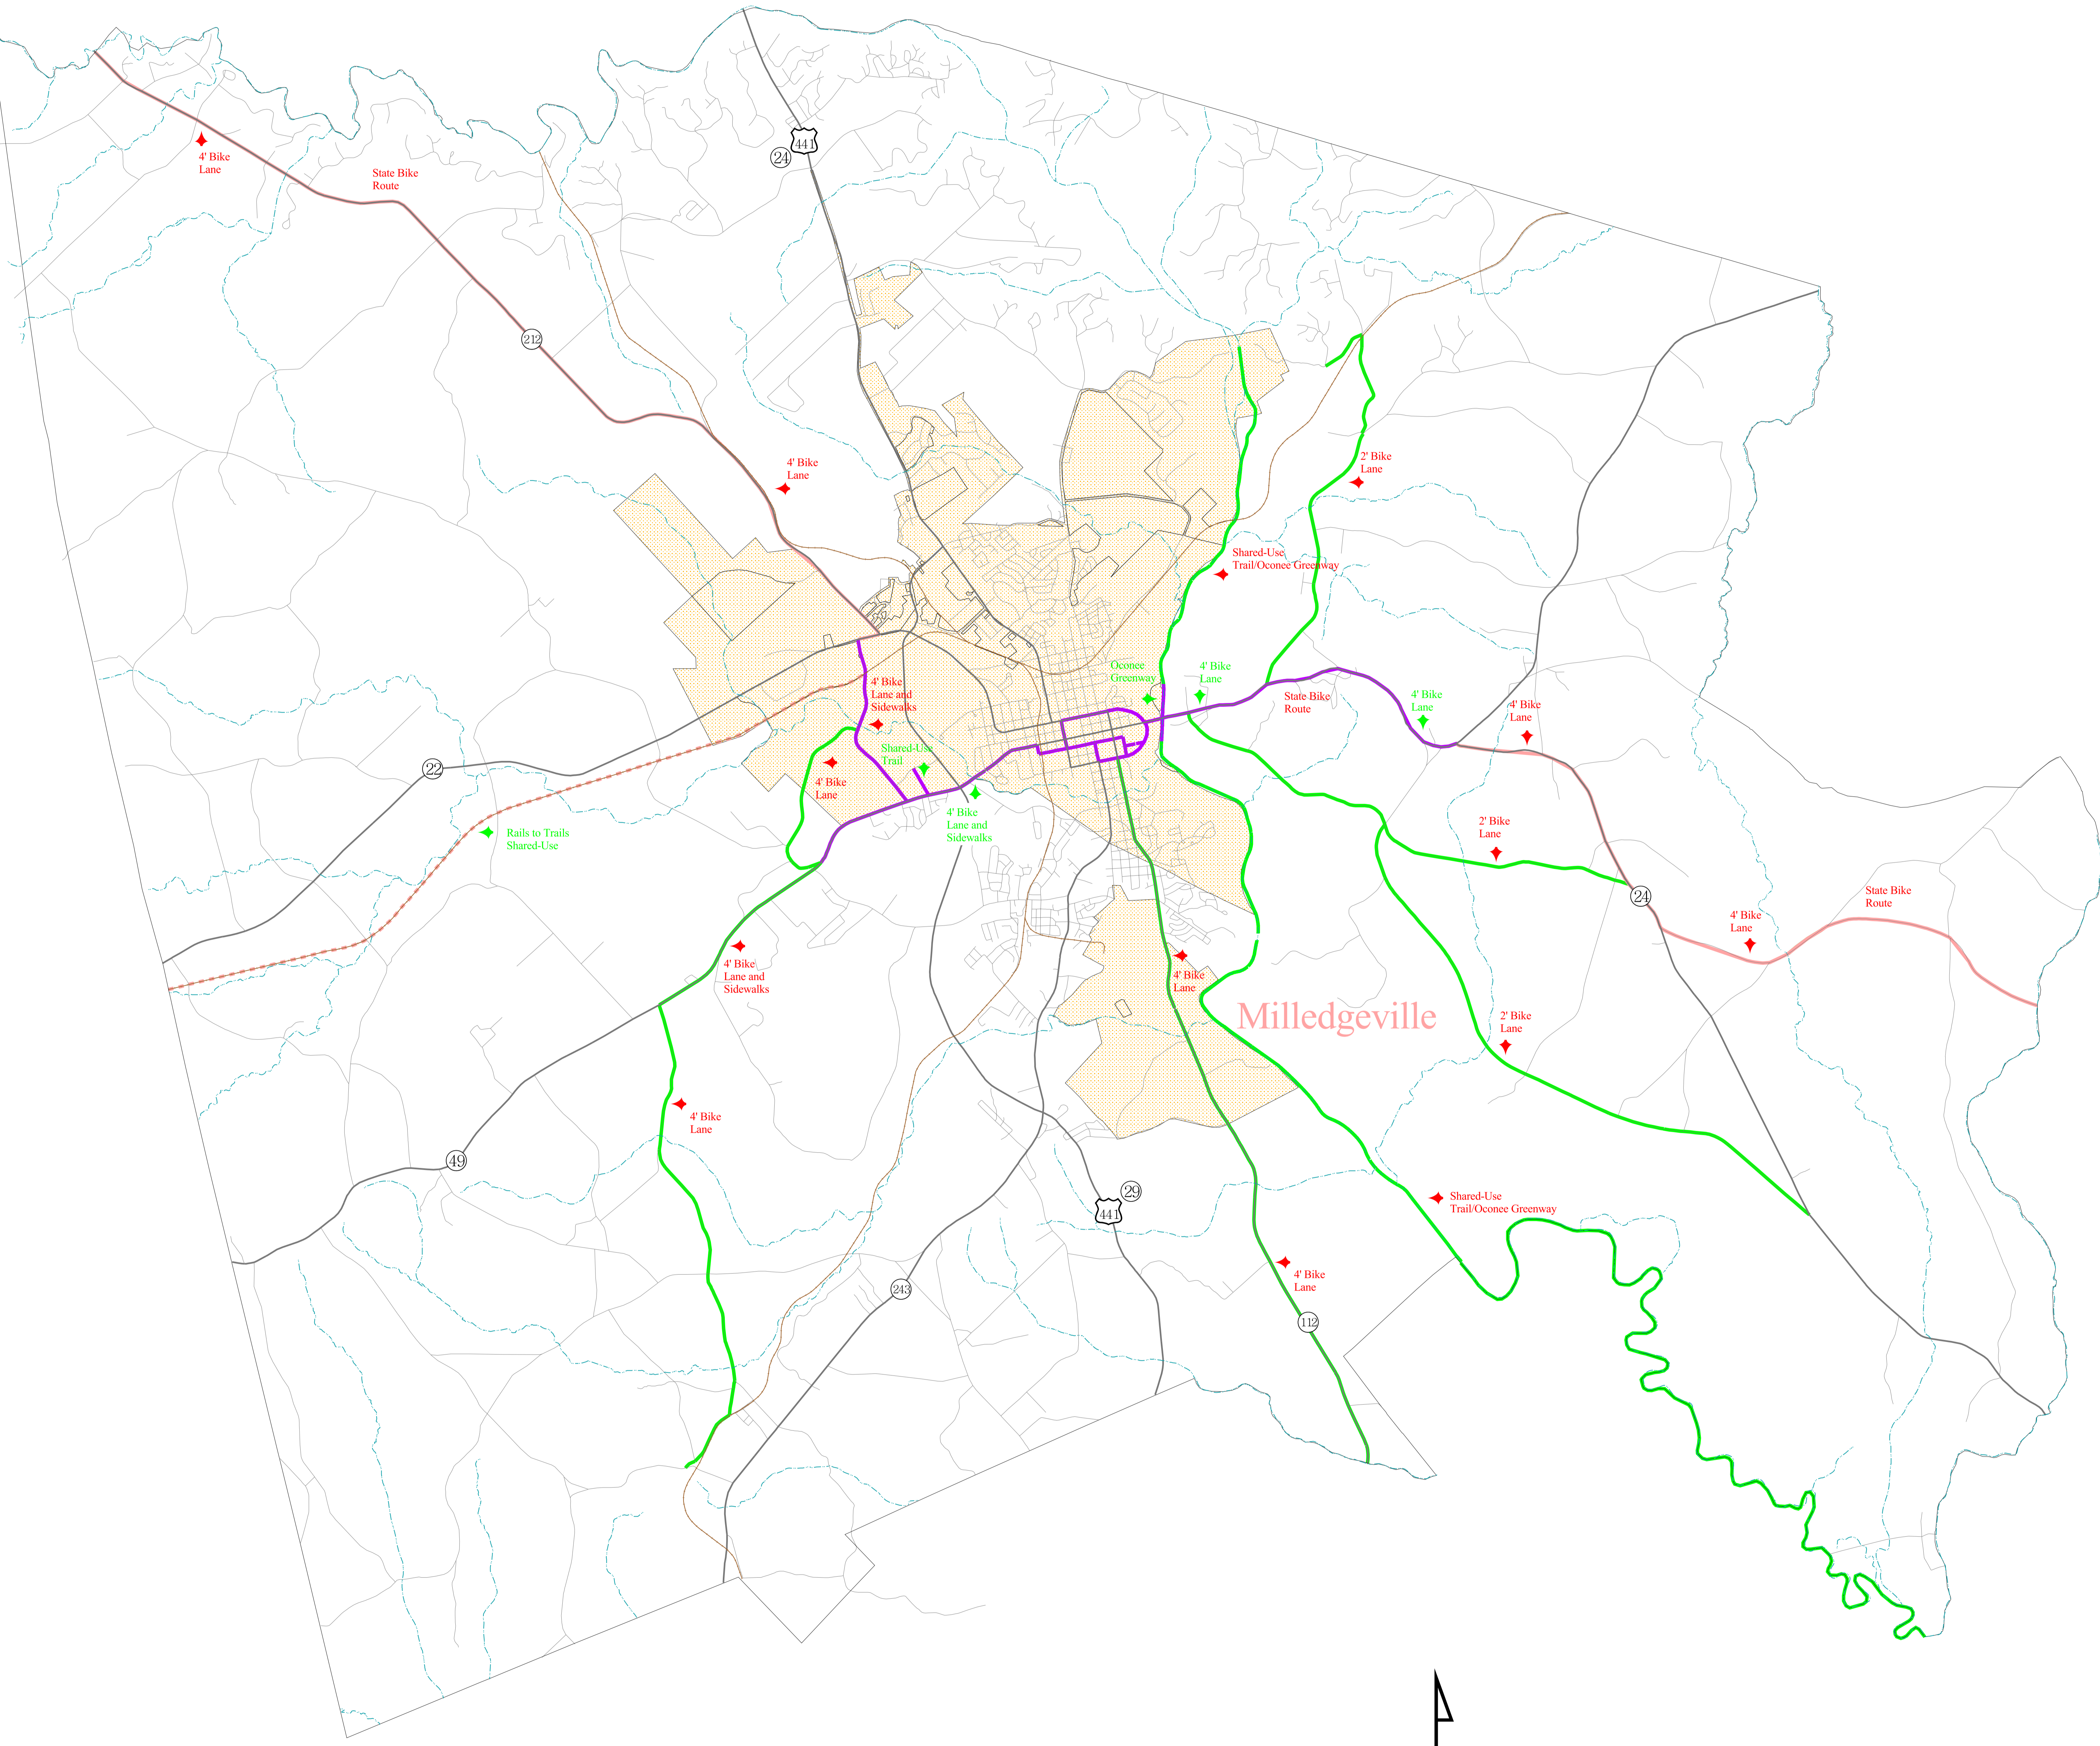 441
24
4' Bike
Lane
State Bike
Route
212
4' Bike
Lane
2' Bike
Lane
Shared-Use
Trail/Oconee Greenway
Oconee
Greenway
4' Bike
Lane
State Bike
Route
4' Bike
Lane
4' Bike
Lane
4' Bike
Lane and
Sidewalks
Shared-Use
Trail
4' Bike
Lane
22
Rails to Trails
Shared-Use
4' Bike
Lane and
Sidewalks
2' Bike
Lane
24
State Bike
Route
4' Bike
Lane
4' Bike
Lane and
Sidewalks
4' Bike
Lane
Milledgeville
2' Bike
Lane
4' Bike
Lane
49
29
441
Shared-Use
Trail/Oconee Greenway
243
4' Bike
Lane
112